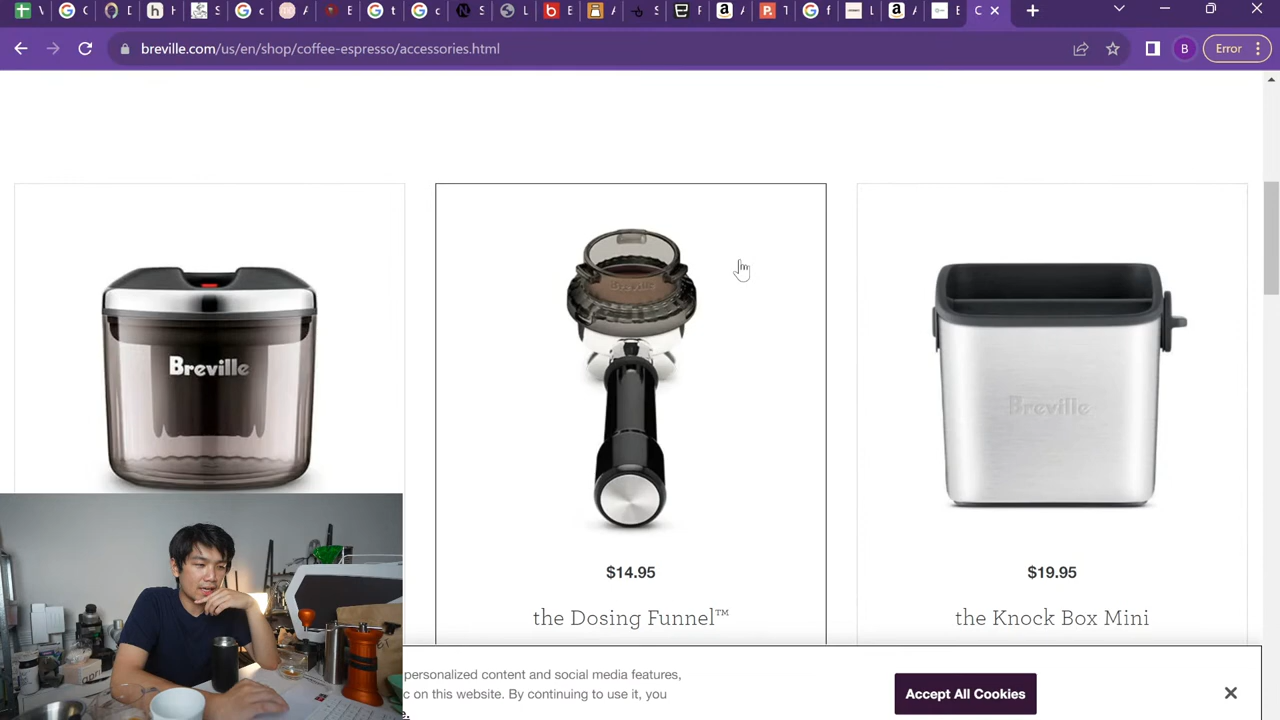 breville.com/us/en/shop/coffee-espresso/accessories.html
B
Error
Breville
Breville
Breville
$14.95
$19.95
the Dosing Funnel™
the Knock Box Mini
personalized content and social media features,
c on this website. By continuing to use it, you
Accept All Cookies